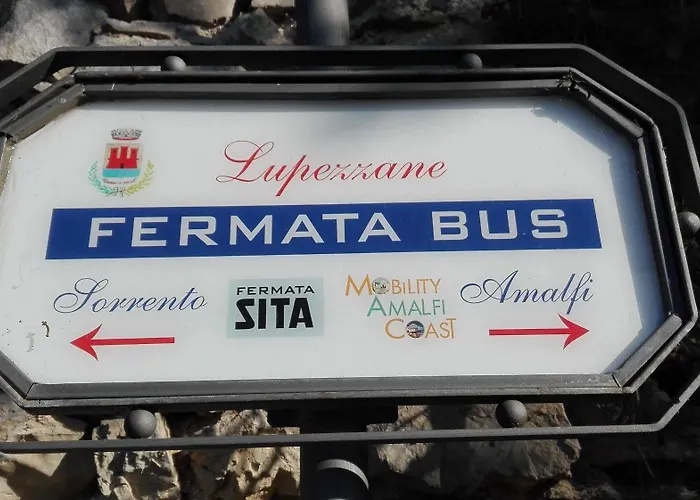 Lupezzane
FERMATA BUS
Sorrento
FERMATA
SITA
MOBILITY
AMALFI
COAST
Amalfi